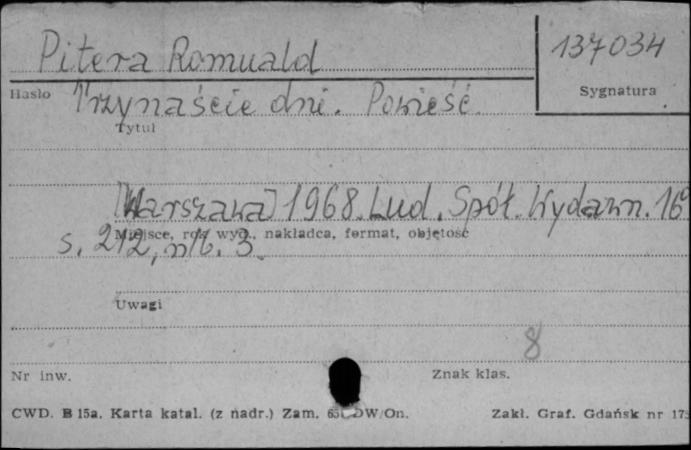 Pitera Romuald
137034
Hasło
Sygnatura
Trzynaście dni. Powieść.
Tytuł
[Warszawa] 1968. Lud. Spół. Wydawn. 16°
Miejsce, rok wyd., nakładca, format, objętość
s. 212, nlb. 3.
Uwagi
8
Nr inw.
Znak klas.
CWD. B 15a. Karta katal. (z nadr.) Zam. DW/On.
Zakł. Graf. Gdańsk nr